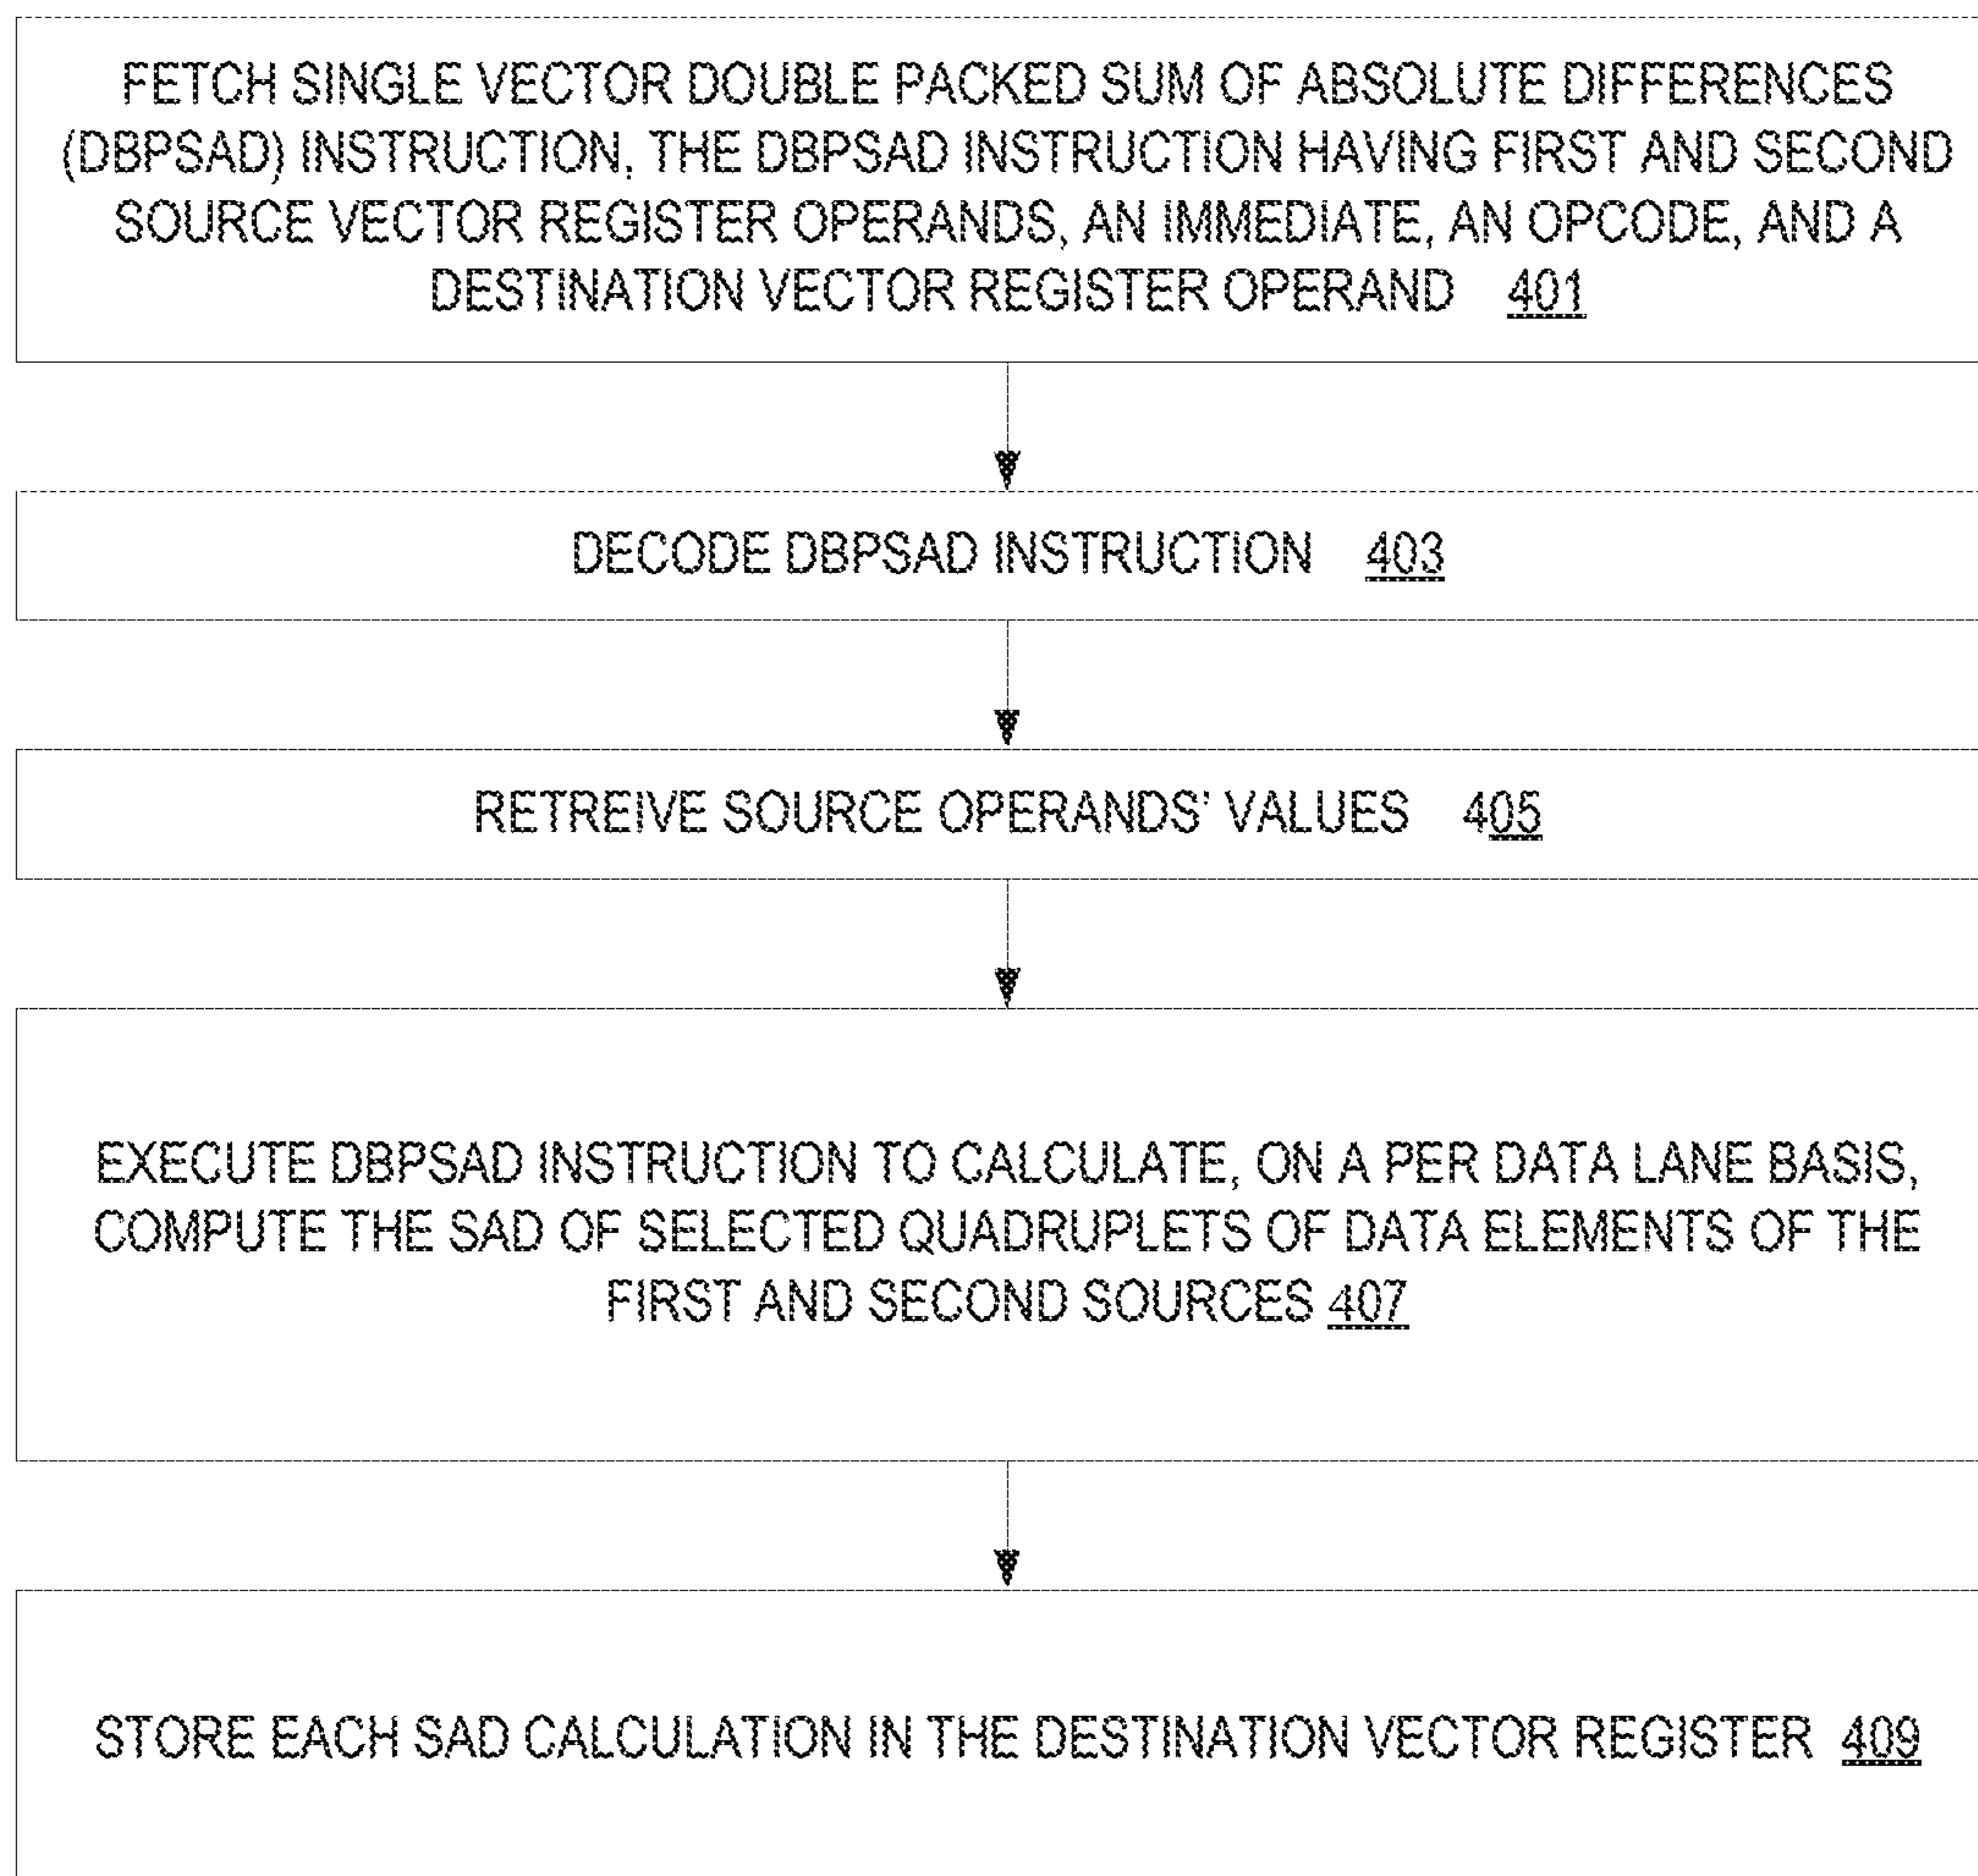 FETCH SINGLE VECTOR DOUBLE PACKED SUM OF ABSOLUTE DIFFERENCES
(DBPSAD) INSTRUCTION, THE DBPSAD INSTRUCTION HAVING FIRST AND SECOND
SOURCE VECTOR REGISTER OPERANDS, AN IMMEDIATE, AN OPCODE, AND A
DESTINATION VECTOR REGISTER OPERAND 401
DECODE DBPSAD INSTRUCTION 403
RETREIVE SOURCE OPERANDS' VALUES 405
EXECUTE DBPSAD INSTRUCTION TO CALCULATE, ON A PER DATA LANE BASIS,
COMPUTE THE SAD OF SELECTED QUADRUPLETS OF DATA ELEMENTS OF THE
FIRST AND SECOND SOURCES 407
STORE EACH SAD CALCULATION IN THE DESTINATION VECTOR REGISTER 409